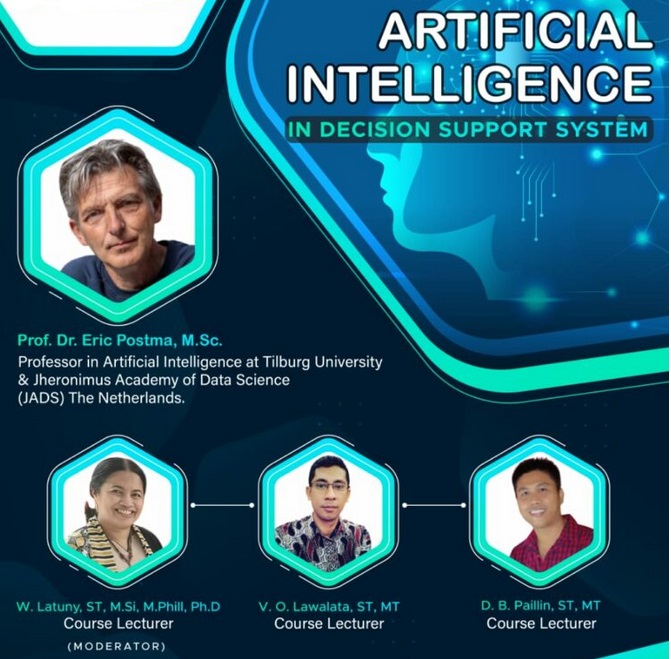 ARTIFICIAL
INTELLIGENCE
IN DECISION SUPPORT SYSTEM
Prof. Dr. Eric Postma, M.Sc.
Professor in Artificial Intelligence at Tilburg University
& Jheronimus Academy of Data Science
(JADS) The Netherlands.
W. Latuny, ST, M.Si, M.Phill, Ph.D
Course Lecturer
(MODERATOR)
V. O. Lawalata, ST, MT
Course Lecturer
D. B. Paillin, ST, MT
Course Lecturer